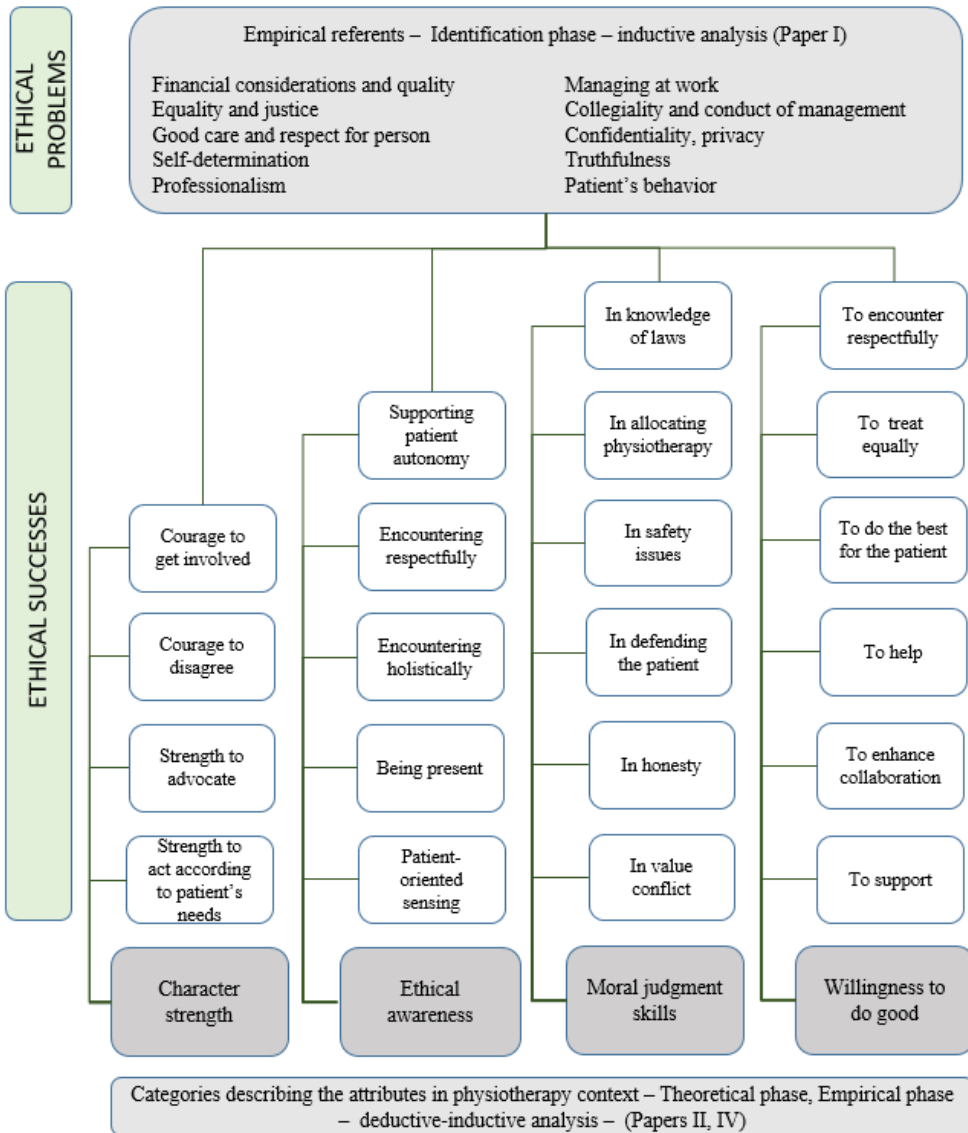 ETHICAL
PROBLEMS
Empirical referents – Identification phase – inductive analysis (Paper I)
Financial considerations and quality
Equality and justice
Good care and respect for person
Self-determination
Professionalism
Managing at work
Collegiality and conduct of management
Confidentiality, privacy
Truthfulness
Patient’s behavior
ETHICAL SUCCESSES
Courage to
get involved
Courage to
disagree
Strength to
advocate
Strength to
act according
to patient’s
needs
Character
strength
Supporting
patient
autonomy
Encountering
respectfully
Encountering
holistically
Being present
Patient-
oriented
sensing
Ethical
awareness
In knowledge
of laws
In allocating
physiotherapy
In safety
issues
In defending
the patient
In honesty
In value
conflict
Moral judgment
skills
To encounter
respectfully
To treat
equally
To do the best
for the patient
To help
To enhance
collaboration
To support
Willingness to
do good
Categories describing the attributes in physiotherapy context – Theoretical phase, Empirical phase
– deductive-inductive analysis – (Papers II, IV)